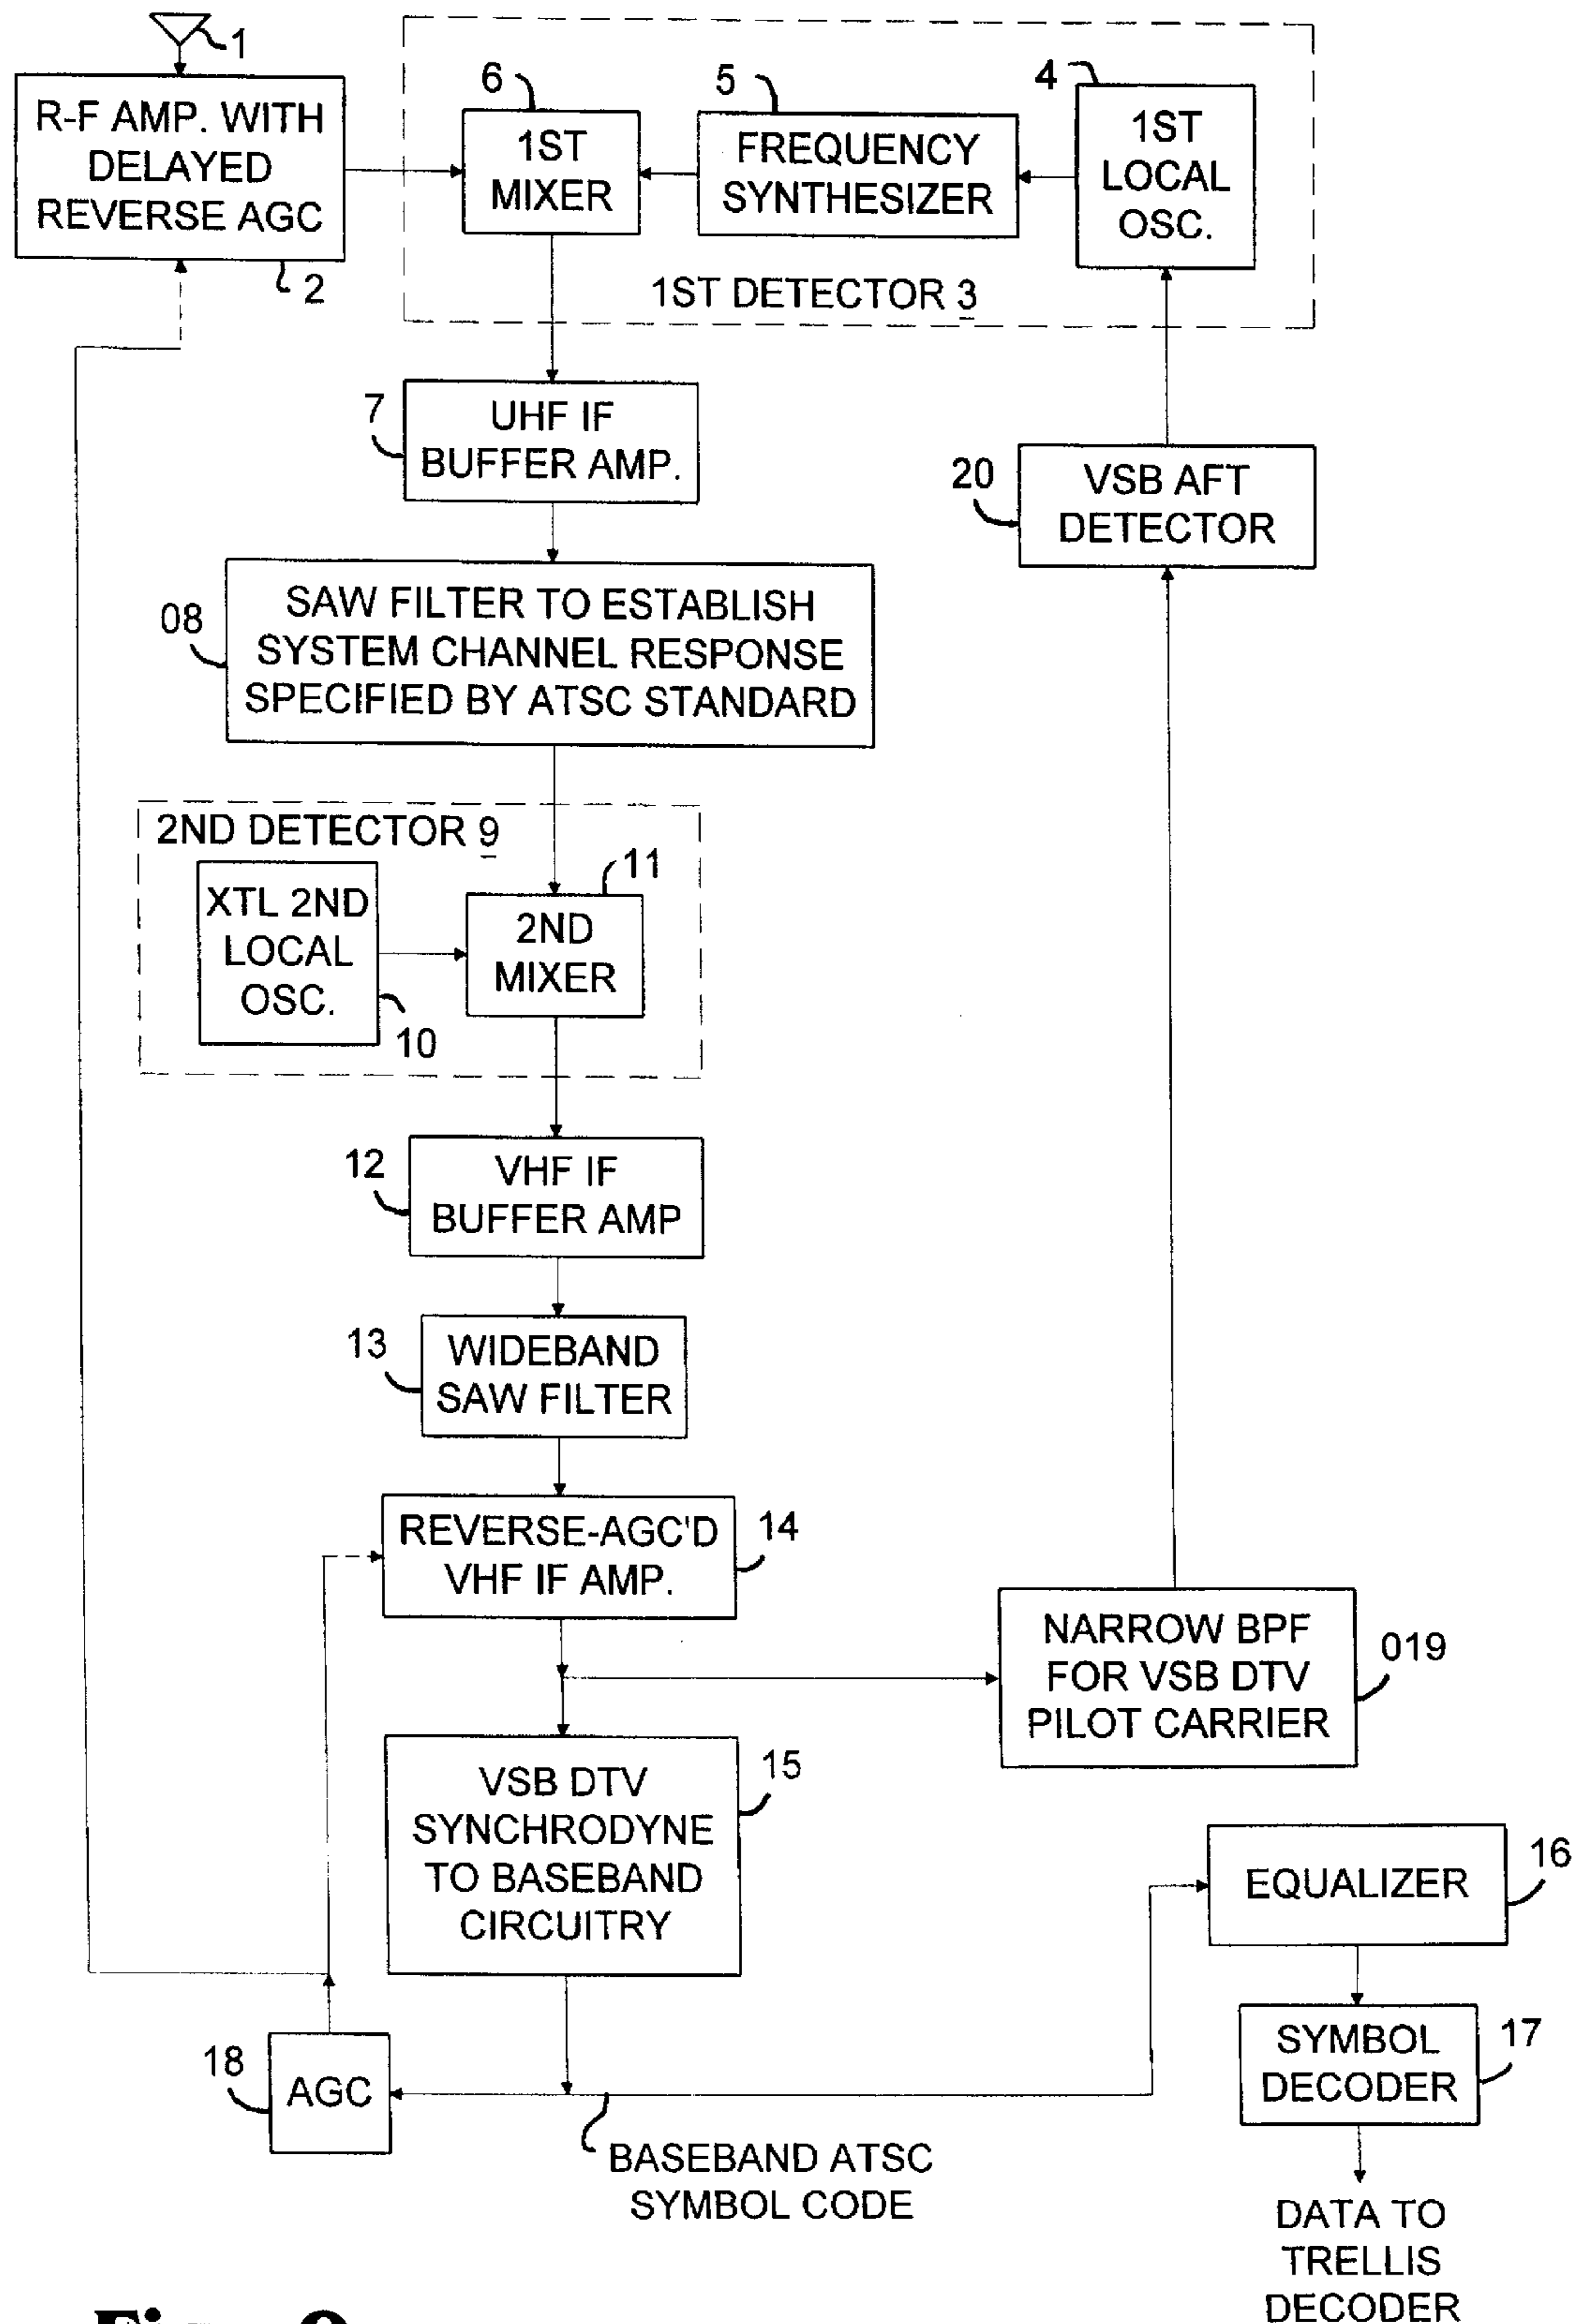 1
R-F AMP. WITH
DELAYED
REVERSE AGC
2
6
1ST
MIXER
5
FREQUENCY
SYNTHESIZER
4
1ST
LOCAL
OSC.
1ST DETECTOR 3
7
UHF IF
BUFFER AMP.
20
VSB AFT
DETECTOR
08
SAW FILTER TO ESTABLISH
SYSTEM CHANNEL RESPONSE
SPECIFIED BY ATSC STANDARD
2ND DETECTOR 9
XTL 2ND
LOCAL
OSC.
10
11
2ND
MIXER
12
VHF IF
BUFFER AMP
13
WIDEBAND
SAW FILTER
14
REVERSE-AGC'D
VHF IF AMP.
NARROW BPF
FOR VSB DTV
PILOT CARRIER
019
15
VSB DTV
SYNCHRODYNE
TO BASEBAND
CIRCUITRY
EQUALIZER
16
18
AGC
SYMBOL
DECODER
17
BASEBAND ATSC
SYMBOL CODE
DATA TO
TRELLIS
DECODER